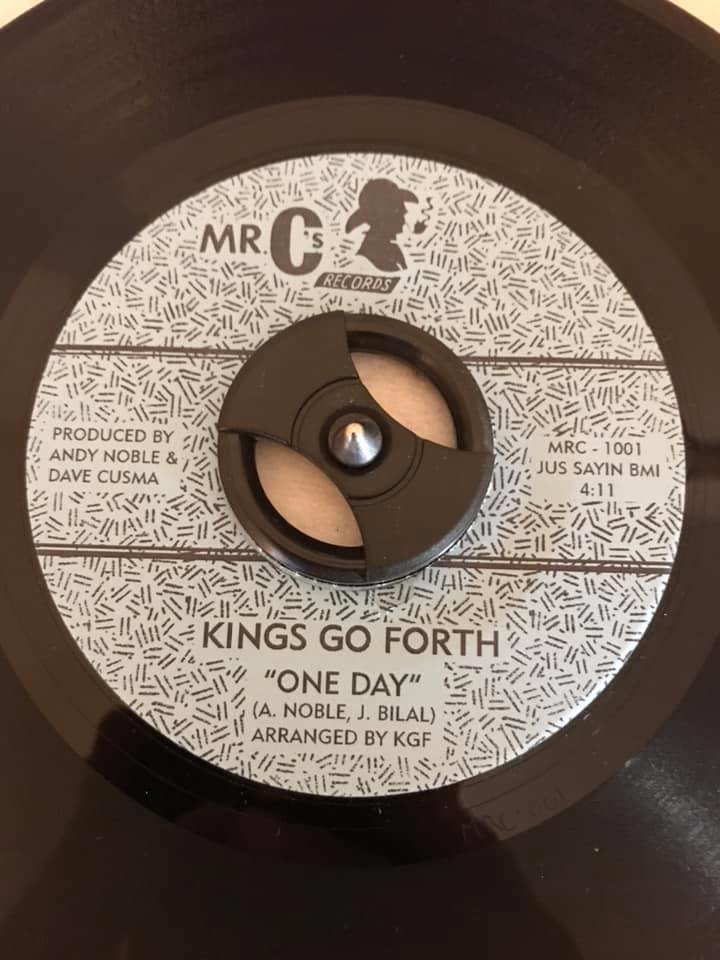 MR. C's
RECORDS
PRODUCED BY
ANDY NOBLE &
DAVE CUSMA
MRC - 1001
JUS SAYIN BMI
4:11
KINGS GO FORTH
"ONE DAY"
(A. NOBLE, J. BILAL)
ARRANGED BY KGF